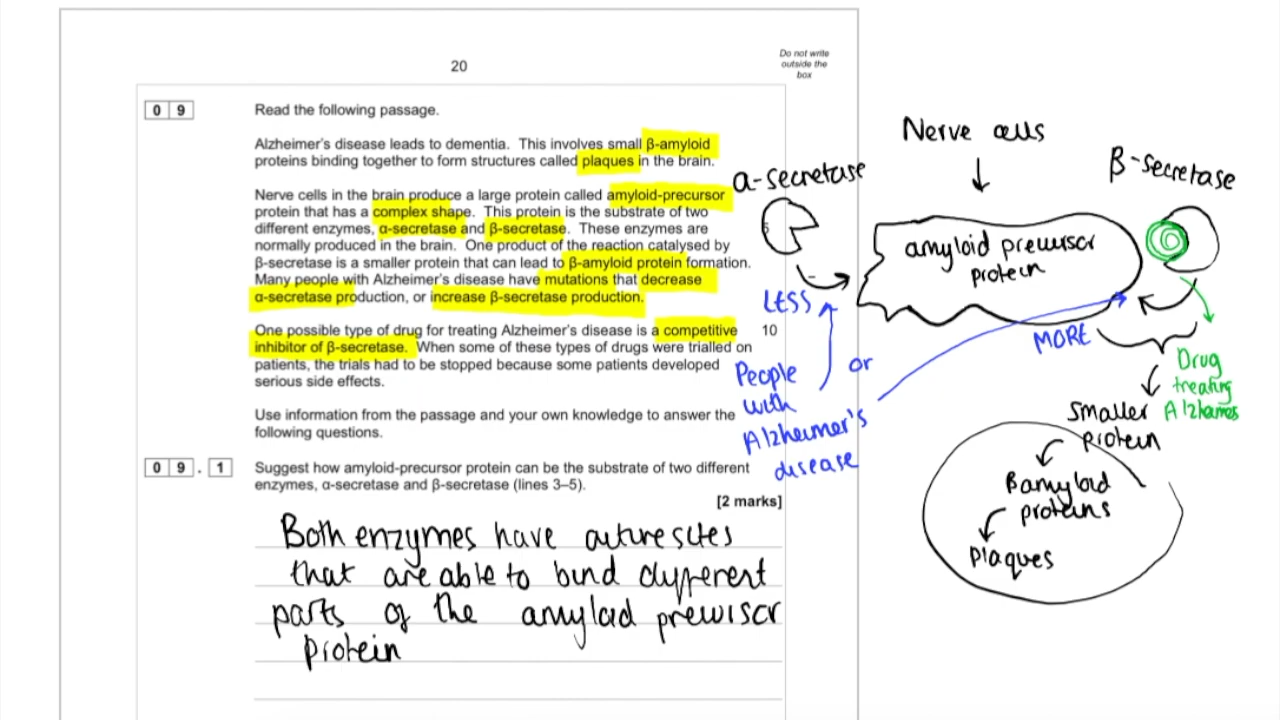 20
Do not write
outside the
box
0 9
Read the following passage.
Alzheimer's disease leads to dementia. This involves small β-amyloid
proteins binding together to form structures called plaques in the brain.
Nerve cells in the brain produce a large protein called amyloid-precursor
protein that has a complex shape. This protein is the substrate of two
different enzymes, α-secretase and β-secretase. These enzymes are
5
normally produced in the brain. One product of the reaction catalysed by
β-secretase is a smaller protein that can lead to β-amyloid protein formation.
Many people with Alzheimer's disease have mutations that decrease
α-secretase production, or increase β-secretase production.
One possible type of drug for treating Alzheimer's disease is a competitive
10
inhibitor of β-secretase. When some of these types of drugs were trialled on
patients, the trials had to be stopped because some patients developed
serious side effects.
Use information from the passage and your own knowledge to answer the
following questions.
0 9 . 1
Suggest how amyloid-precursor protein can be the substrate of two different
enzymes, α-secretase and β-secretase (lines 3–5).
[2 marks]
Both enzymes have active sites
that are able to bind different
parts of the amyloid precursor
protein
Nerve cells
α-secretase
β-secretase
amyloid precursor
protein
LESS
MORE
People
with
Alzheimer's
disease
or
Drug
treating
Alzhames
smaller
protein
βamyloid
proteins
plaques